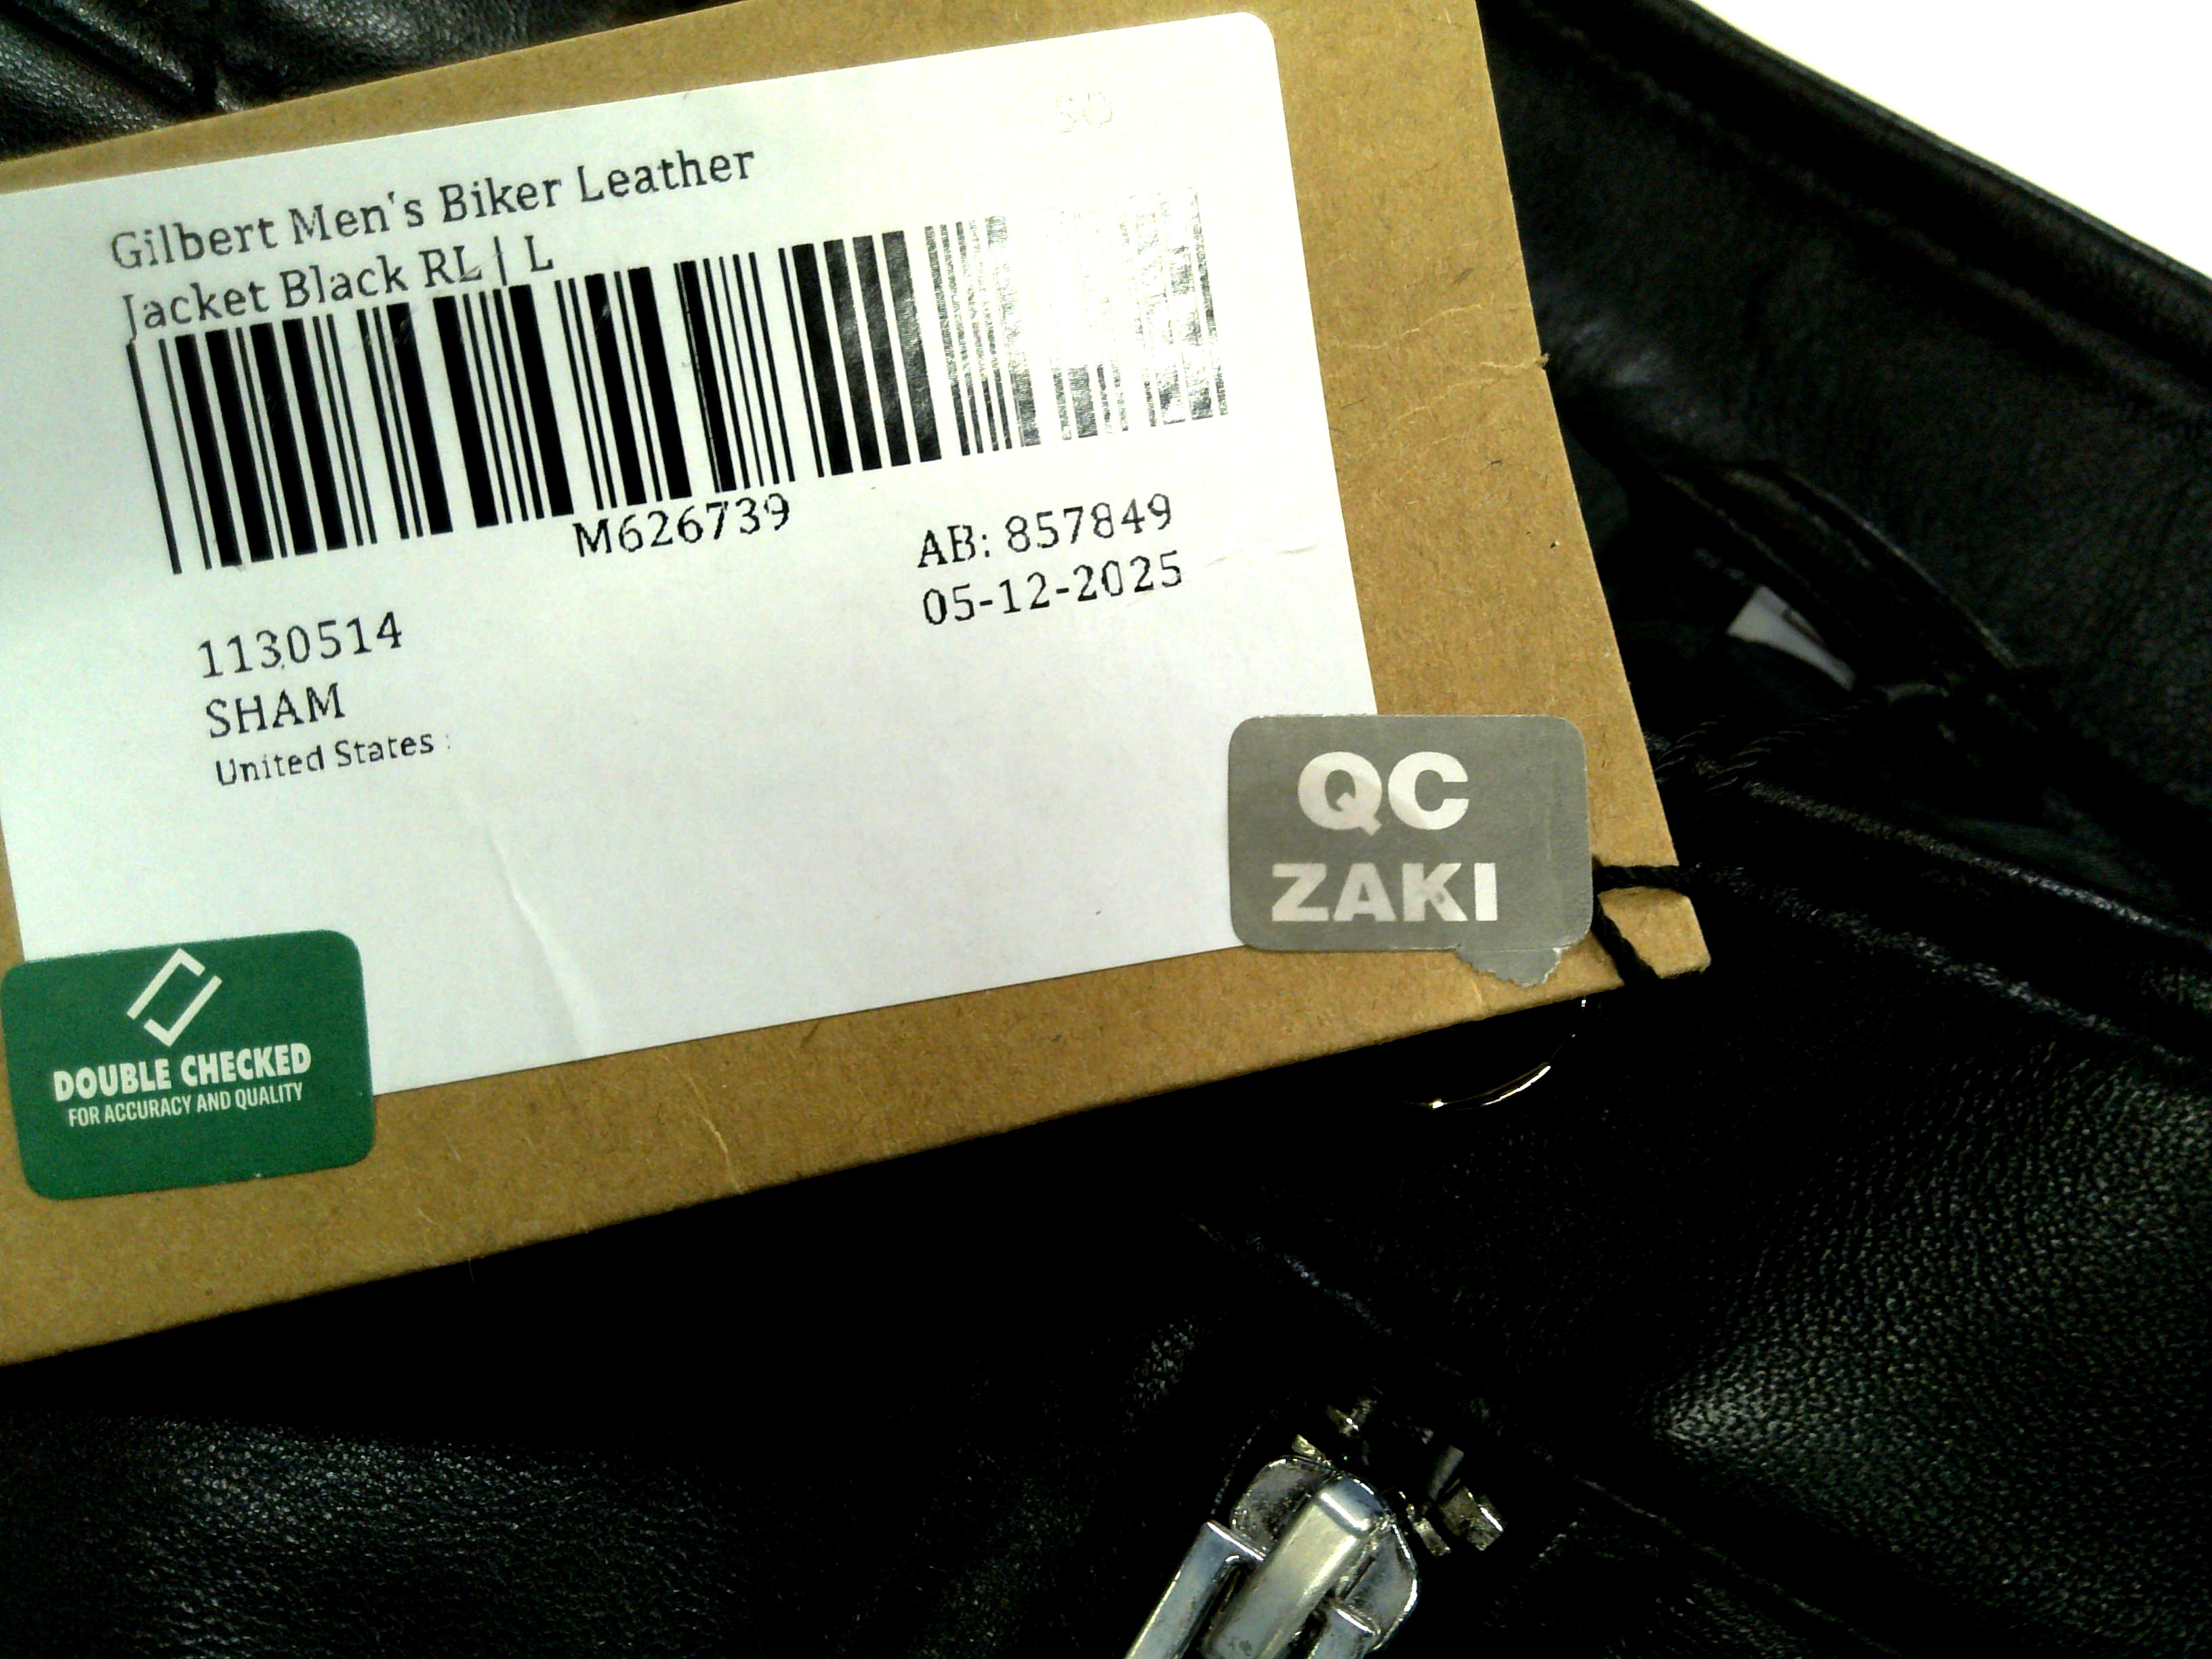 Gilbert Men's Biker Leather
Jacket Black RL | L
M626739
AB: 857849
05-12-2025
1130514
SHAM
United States :
QC
ZAKI
DOUBLE CHECKED
FOR ACCURACY AND QUALITY